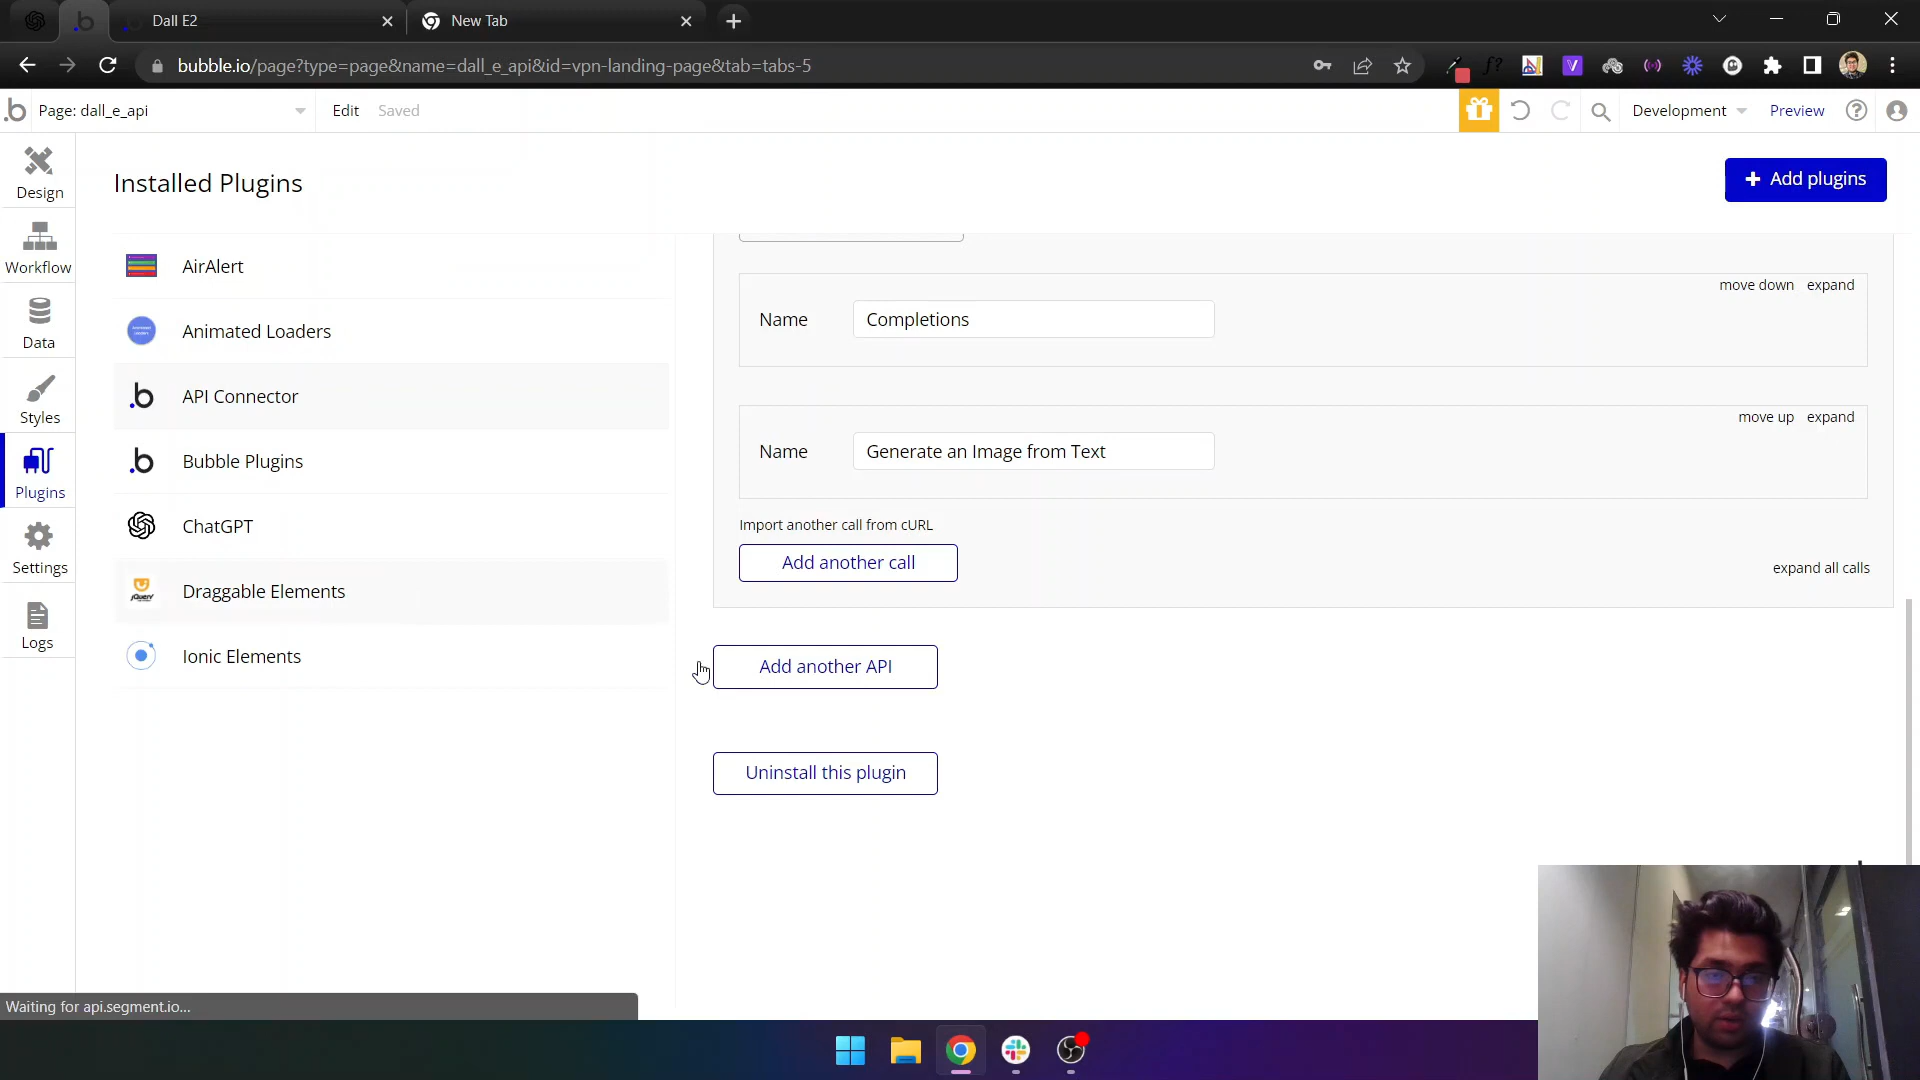 Dall E2
New Tab
bubble.io/page?type=page&name=dall_e_api&id=vpn-landing-page&tab=tabs-5
Page: dall_e_api
Edit
Saved
Development
Preview
Design
Workflow
Data
Styles
Plugins
Settings
Logs
Installed Plugins
+ Add plugins
AirAlert
Animated Loaders
API Connector
Bubble Plugins
ChatGPT
Draggable Elements
Ionic Elements
move down expand
Name Completions
move up expand
Name Generate an Image from Text
Import another call from cURL
Add another call
expand all calls
Add another API
Uninstall this plugin
Waiting for api.segment.io...